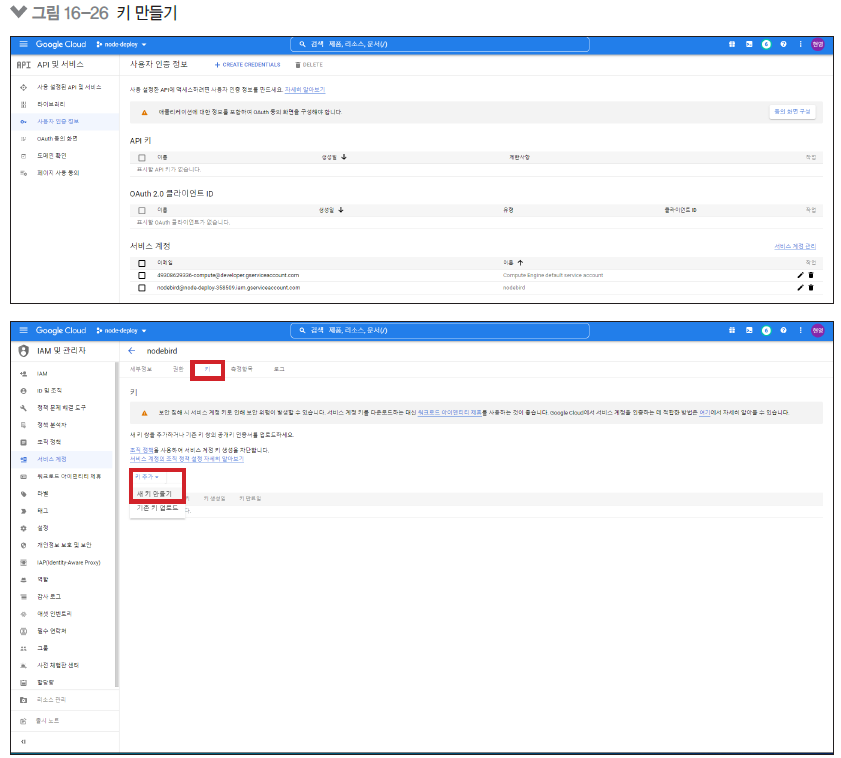 그림 16-26 키 만들기
Google Cloud node-deploy 검색 제품, 리소스, 문서(/) 6 현영
API API 및 서비스 사용자 인증 정보 + CREATE CREDENTIALS DELETE
사용 설정된 API 및 서비스
라이브러리
사용자 인증 정보
OAuth 동의 화면
도메인 확인
페이지 사용 동의
사용 설정한 API에 액세스하려면 사용자 인증 정보를 만드세요. 자세히 알아보기
애플리케이션에 대한 정보를 포함하여 OAuth 동의 화면을 구성해야 합니다. 동의 화면 구성
API 키
이름 생성일 제한사항 작업
표시할 API 키가 없습니다.
OAuth 2.0 클라이언트 ID
이름 생성일 유형 클라이언트 ID 작업
표시할 OAuth 클라이언트가 없습니다.
서비스 계정 서비스 계정 관리
이메일 이름 작업
49308629336-compute@developer.gserviceaccount.com Compute Engine default service account
nodebird@node-deploy-358509.iam.gserviceaccount.com nodebird
Google Cloud node-deploy 검색 제품, 리소스, 문서(/) 6 현영
IAM 및 관리자 nodebird
IAM
ID 및 조직
정책 문제 해결 도구
정책 분석자
조직 정책
서비스 계정
워크로드 아이덴티티 제휴
라벨
태그
설정
개인정보 보호 및 보안
IAP(Identity-Aware Proxy)
역할
감사 로그
애셋 인벤토리
필수 연락처
그룹
사전 체험판 센터
할당량
리소스 관리
출시 노트
세부정보 권한 키 측정항목 로그
키
보안 침해 시 서비스 계정 키로 인해 보안 위험이 발생할 수 있습니다. 서비스 계정 키를 다운로드하는 대신 워크로드 아이덴티티 제휴를 사용하는 것이 좋습니다. Google Cloud에서 서비스 계정을 인증하는 데 적합한 방법은 여기에서 자세히 알아볼 수 있습니다.
새 키 쌍을 추가하거나 기존 키 쌍의 공개키 인증서를 업로드하세요.
조직 정책을 사용하여 서비스 계정 키 생성을 차단합니다.
서비스 계정의 조직 정책 설정 자세히 알아보기
키 추가
새 키 만들기 키 생성일 키 만료일
기존 키 업로드 다.